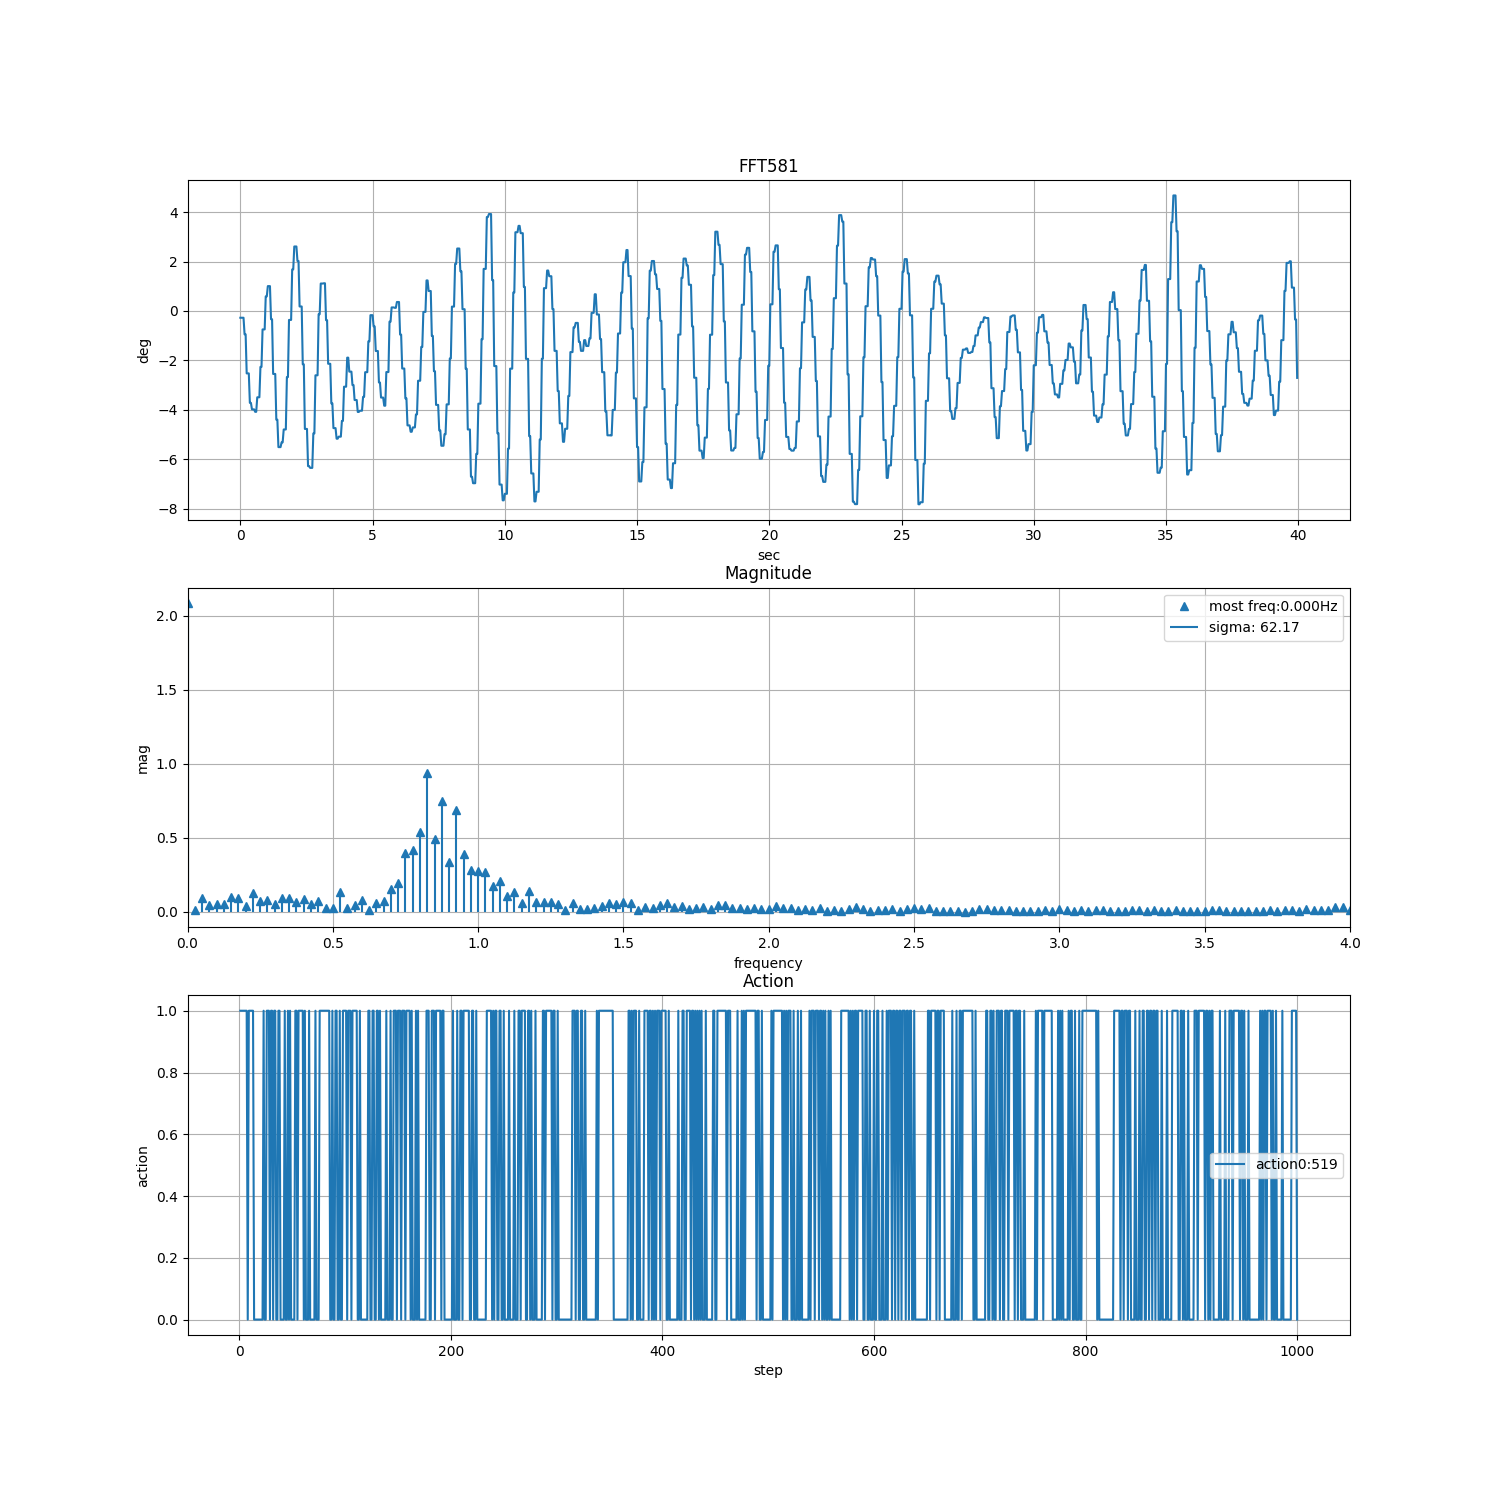 FFT581
4
2
0
−2
−4
−6
−8
deg
0 5 10 15 20 25 30 35 40
sec
Magnitude
2.0
1.5
1.0
0.5
0.0
mag
most freq:0.000Hz
sigma: 62.17
0.0 0.5 1.0 1.5 2.0 2.5 3.0 3.5 4.0
frequency
Action
1.0
0.8
0.6
0.4
0.2
0.0
action
action0:519
0 200 400 600 800 1000
step